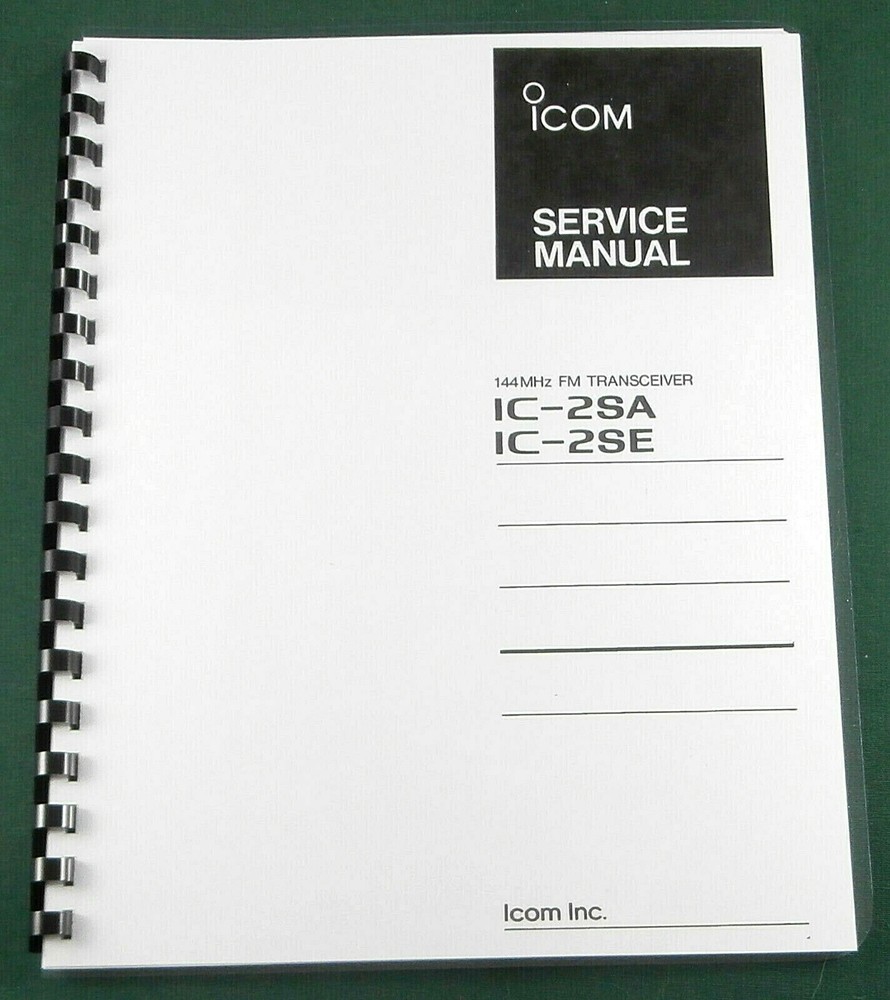 ICOM
SERVICE
MANUAL
144MHz FM TRANSCEIVER
IC-2SA
IC-2SE
Icom Inc.